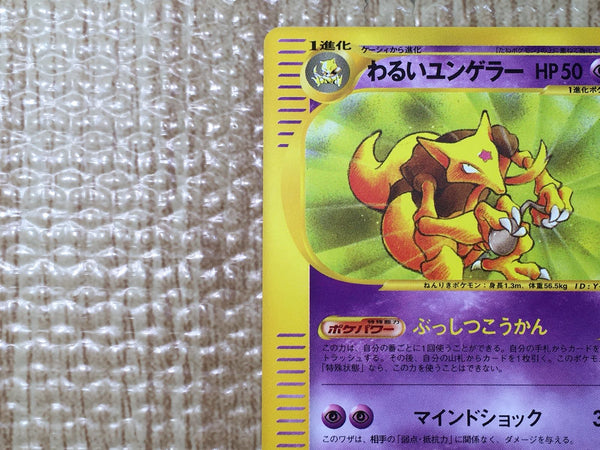 1進化
ケーシィから進化
わるいユンゲラー HP50
1進化ポケ
ねんりきポケモン:身長1.3m、体重56.5kg ID:Y
特殊能力
ポケパワー ぶっしつこうかん
この力は、自分の番ごとに1回使うことができる。自分の手札からカードを
トラッシュする。その後、自分の山札からカードを1枚引く。このポケモ
「特殊状態」なら、この力を使うことはできない。
マインドショック 3
このワザは、相手の「弱点・抵抗力」に関係なく、ダメージを与える。